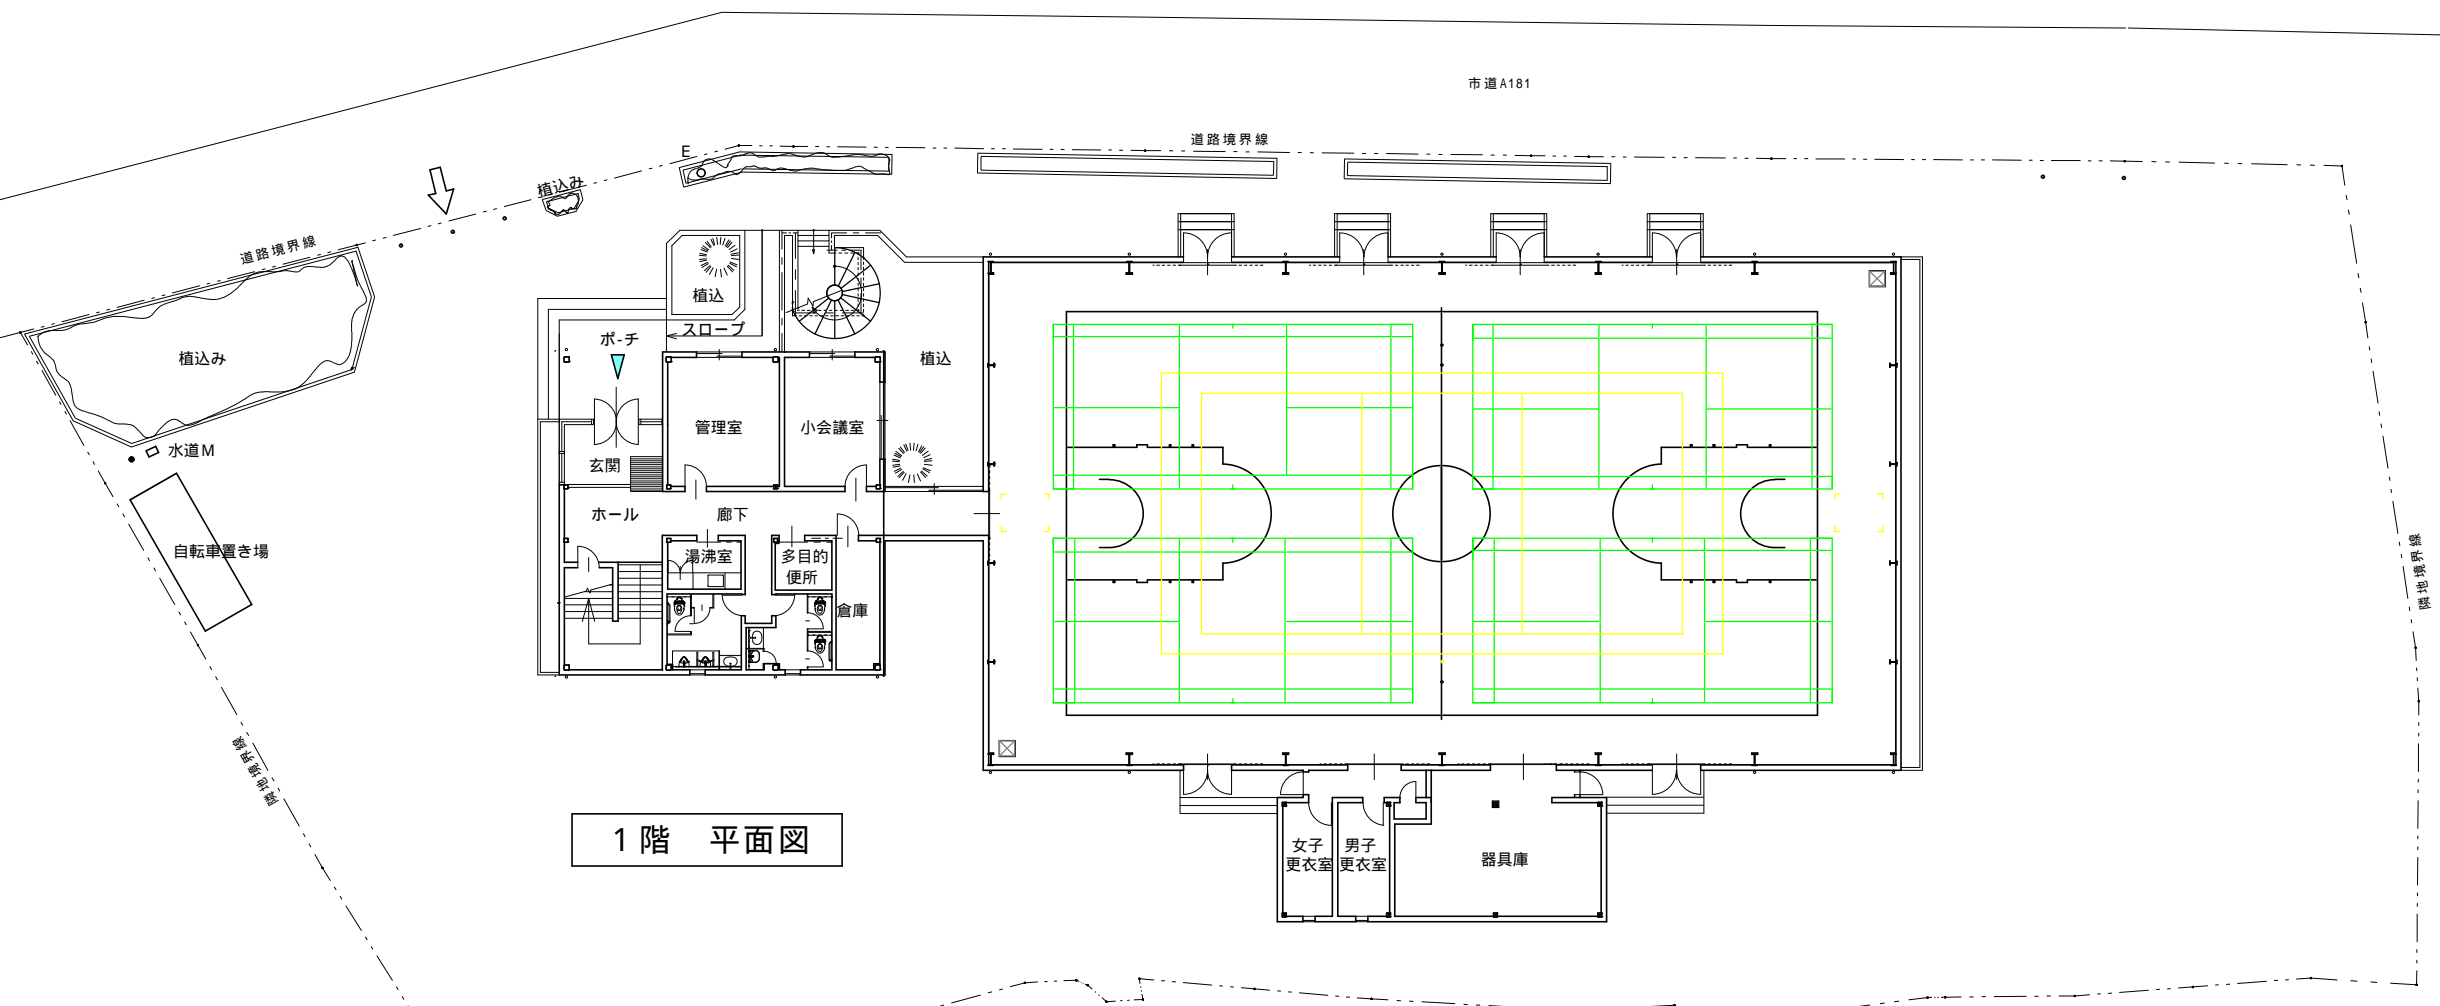 市道A181
道路境界線
E
植込み
道路境界線
植込
スロープ
ポーチ
植込み
植込
管理室
小会議室
水道M
玄関
ホール
廊下
自転車置き場
湯沸室
多目的
便所
倉庫
隣地境界線
隣地境界線
1階 平面図
女子
更衣室
男子
更衣室
器具庫